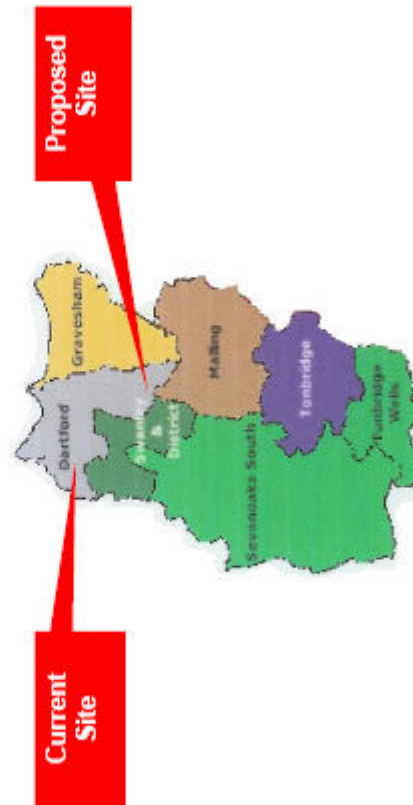 Current
Site
Proposed
Site
Dartford
Gravesham
Swanley
&
District
Sevenoaks South
Malling
Tonbridge
Tunbridge
Wells